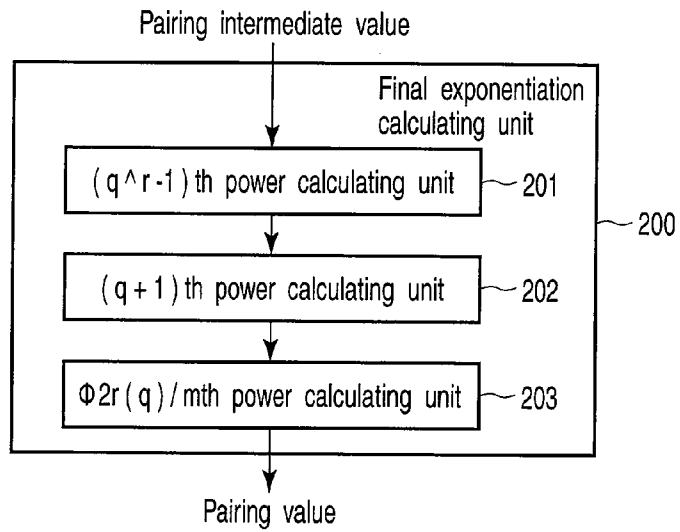 Pairing intermediate value
Final exponentiation
calculating unit
(q^r-1)th power calculating unit
201
200
(q+1)th power calculating unit
202
Φ2r(q)/mth power calculating unit
203
Pairing value